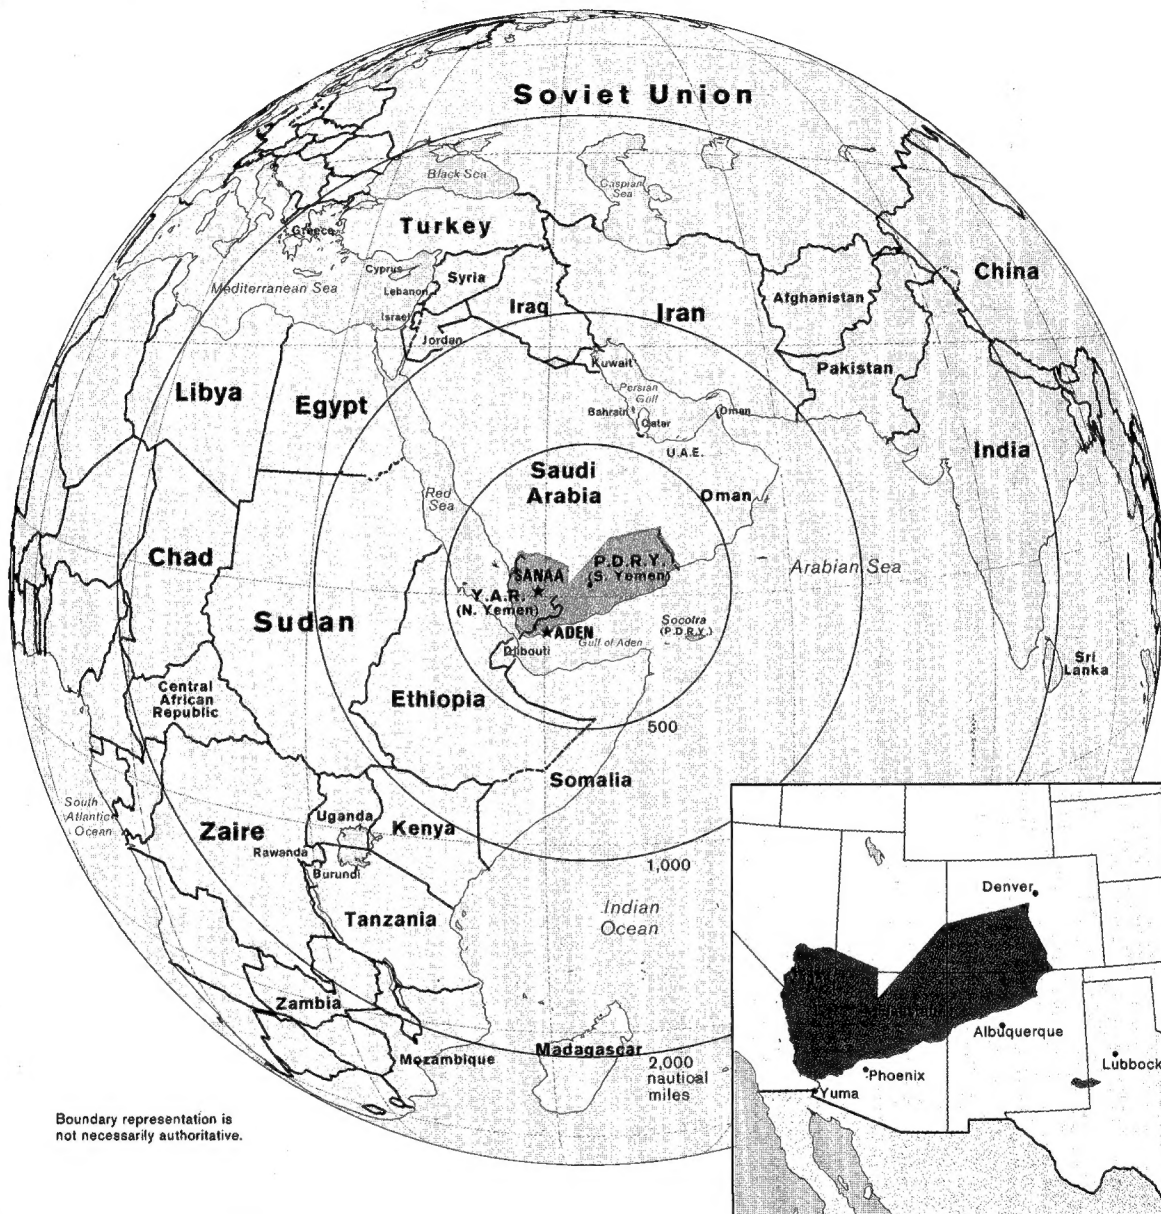 Soviet Union
Black Sea
Caspian
Sea
Greece
Turkey
Cyprus
Syria
Mediterranean Sea
Lebanon
Israel
Iraq
Iran
Afghanistan
China
Jordan
Kuwait
Pakistan
Libya
Egypt
Persian
Gulf
Bahrain
Qatar
Oman
U.A.E.
India
Saudi
Arabia
Red
Sea
Oman
Chad
SANAA
P.D.R.Y.
(S. Yemen)
Arabian Sea
Y.A.R.
(N. Yemen)
Sudan
ADEN
Gulf of Aden
Socotra
(P.D.R.Y.)
Djibouti
Sri
Lanka
Central
African
Republic
Ethiopia
500
Somalia
South
Atlantic
Ocean
Zaire
Uganda
Kenya
Rawanda
Burundi
1,000
Tanzania
Indian
Ocean
Zambia
Mozambique
Madagascar
2,000
nautical
miles
Denver
Albuquerque
Lubbock
Phoenix
Yuma
Boundary representation is
not necessarily authoritative.